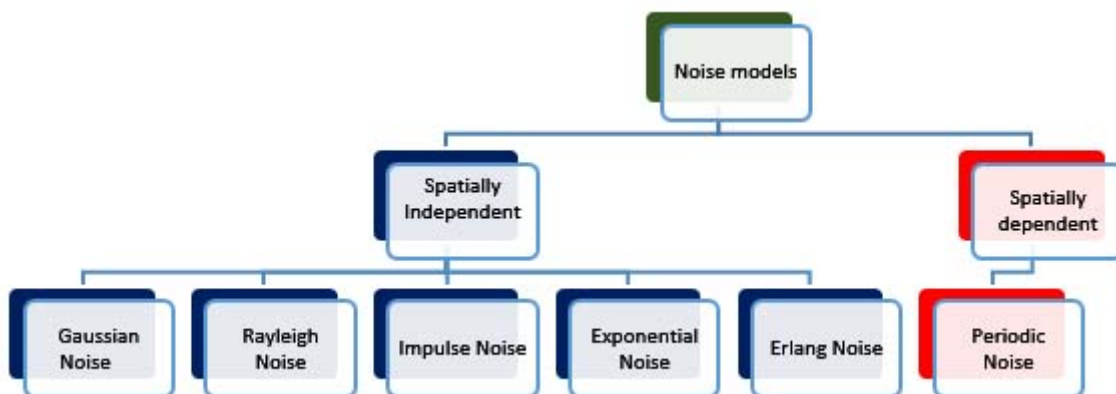 Noise models
Spatially
Independent
Spatially
dependent
Gaussian
Noise
Rayleigh
Noise
Impulse Noise
Exponential
Noise
Erlang Noise
Periodic
Noise